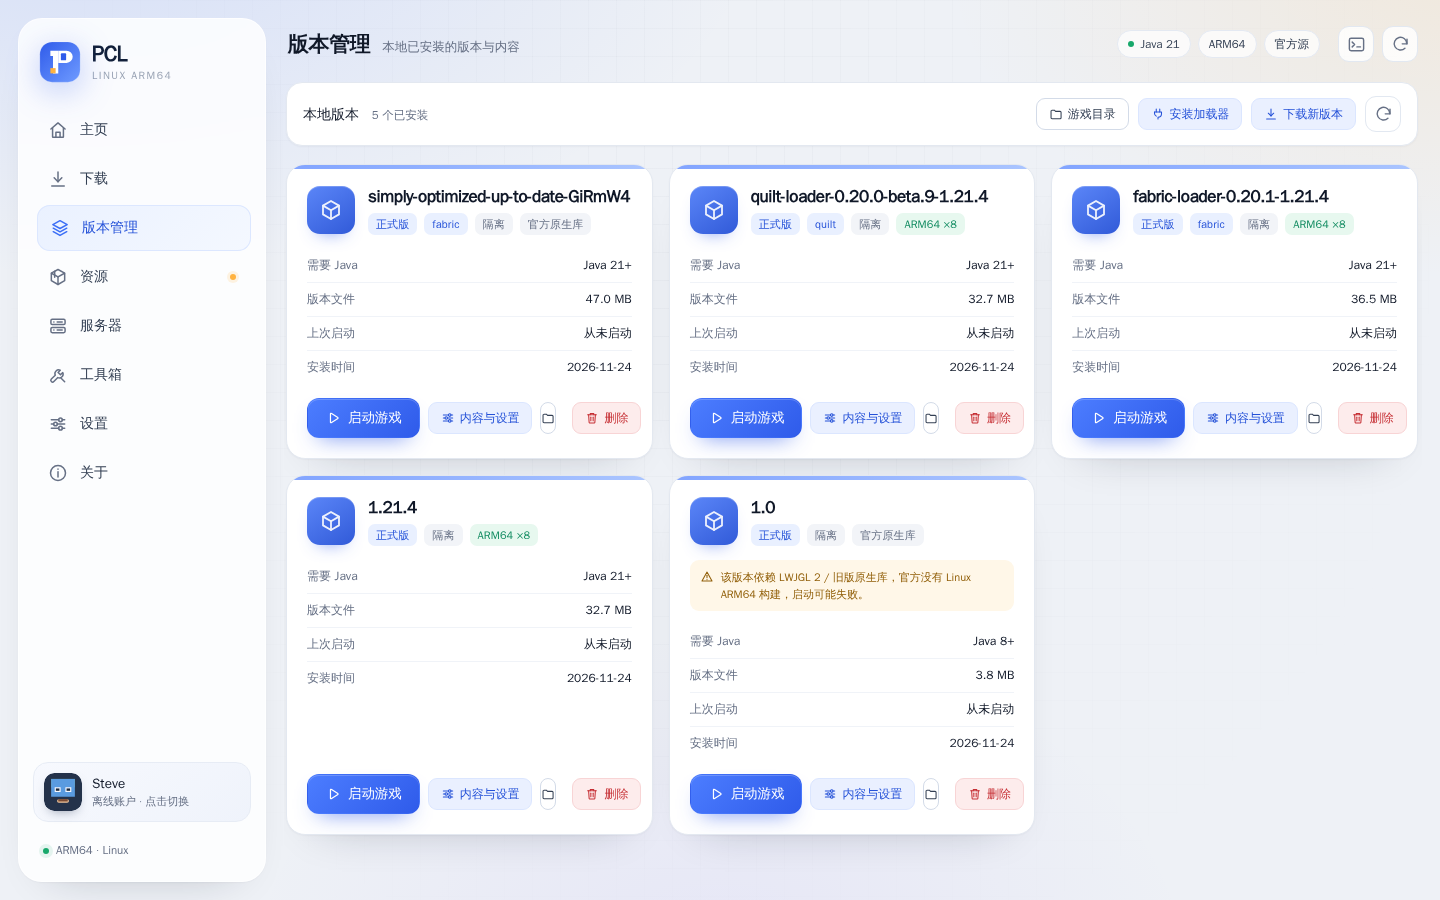 PCL
LINUX ARM64
主页
下载
版本管理
资源
服务器
工具箱
设置
关于
Steve
离线账户 · 点击切换
ARM64 · Linux
版本管理 本地已安装的版本与内容
Java 21 ARM64 官方源
本地版本 5 个已安装
游戏目录 安装加载器 下载新版本
simply-optimized-up-to-date-GiRmW4
正式版 fabric 隔离 官方原生库
需要 Java Java 21+
版本文件 47.0 MB
上次启动 从未启动
安装时间 2026-11-24
启动游戏 内容与设置 删除
quilt-loader-0.20.0-beta.9-1.21.4
正式版 quilt 隔离 ARM64 ×8
需要 Java Java 21+
版本文件 32.7 MB
上次启动 从未启动
安装时间 2026-11-24
启动游戏 内容与设置 删除
fabric-loader-0.20.1-1.21.4
正式版 fabric 隔离 ARM64 ×8
需要 Java Java 21+
版本文件 36.5 MB
上次启动 从未启动
安装时间 2026-11-24
启动游戏 内容与设置 删除
1.21.4
正式版 隔离 ARM64 ×8
需要 Java Java 21+
版本文件 32.7 MB
上次启动 从未启动
安装时间 2026-11-24
启动游戏 内容与设置 删除
1.0
正式版 隔离 官方原生库
该版本依赖 LWJGL 2 / 旧版原生库，官方没有 Linux
ARM64 构建，启动可能失败。
需要 Java Java 8+
版本文件 3.8 MB
上次启动 从未启动
安装时间 2026-11-24
启动游戏 内容与设置 删除